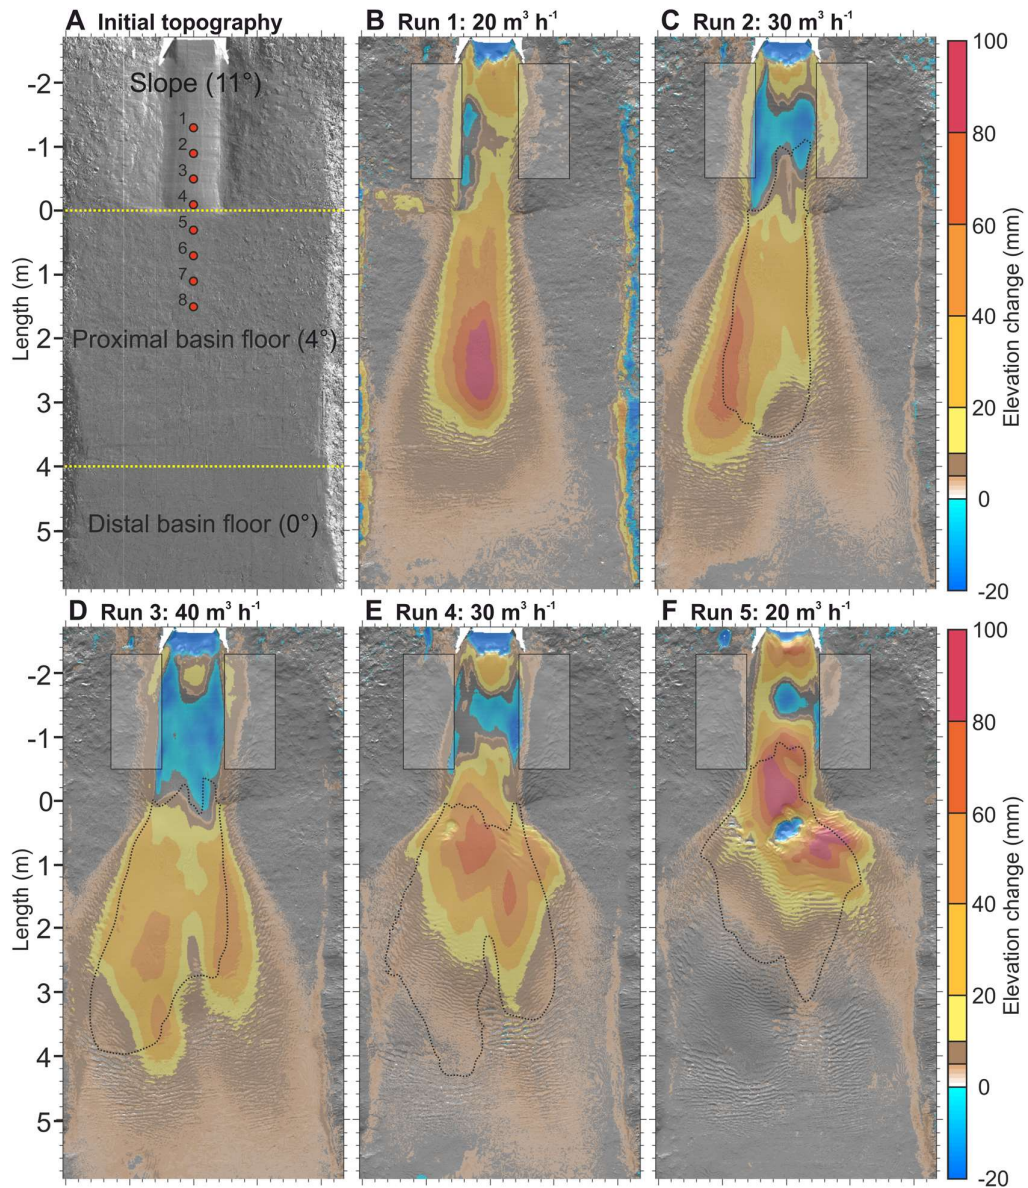 A Initial topography
B Run 1: 20 m³ h⁻¹
C Run 2: 30 m³ h⁻¹
Slope (11°)
1
2
3
4
5
6
7
8
Proximal basin floor (4°)
Distal basin floor (0°)
-2
-1
0
1
2
3
4
5
Length (m)
100
80
60
40
20
0
-20
Elevation change (mm)
D Run 3: 40 m³ h⁻¹
E Run 4: 30 m³ h⁻¹
F Run 5: 20 m³ h⁻¹
-2
-1
0
1
2
3
4
5
Length (m)
100
80
60
40
20
0
-20
Elevation change (mm)